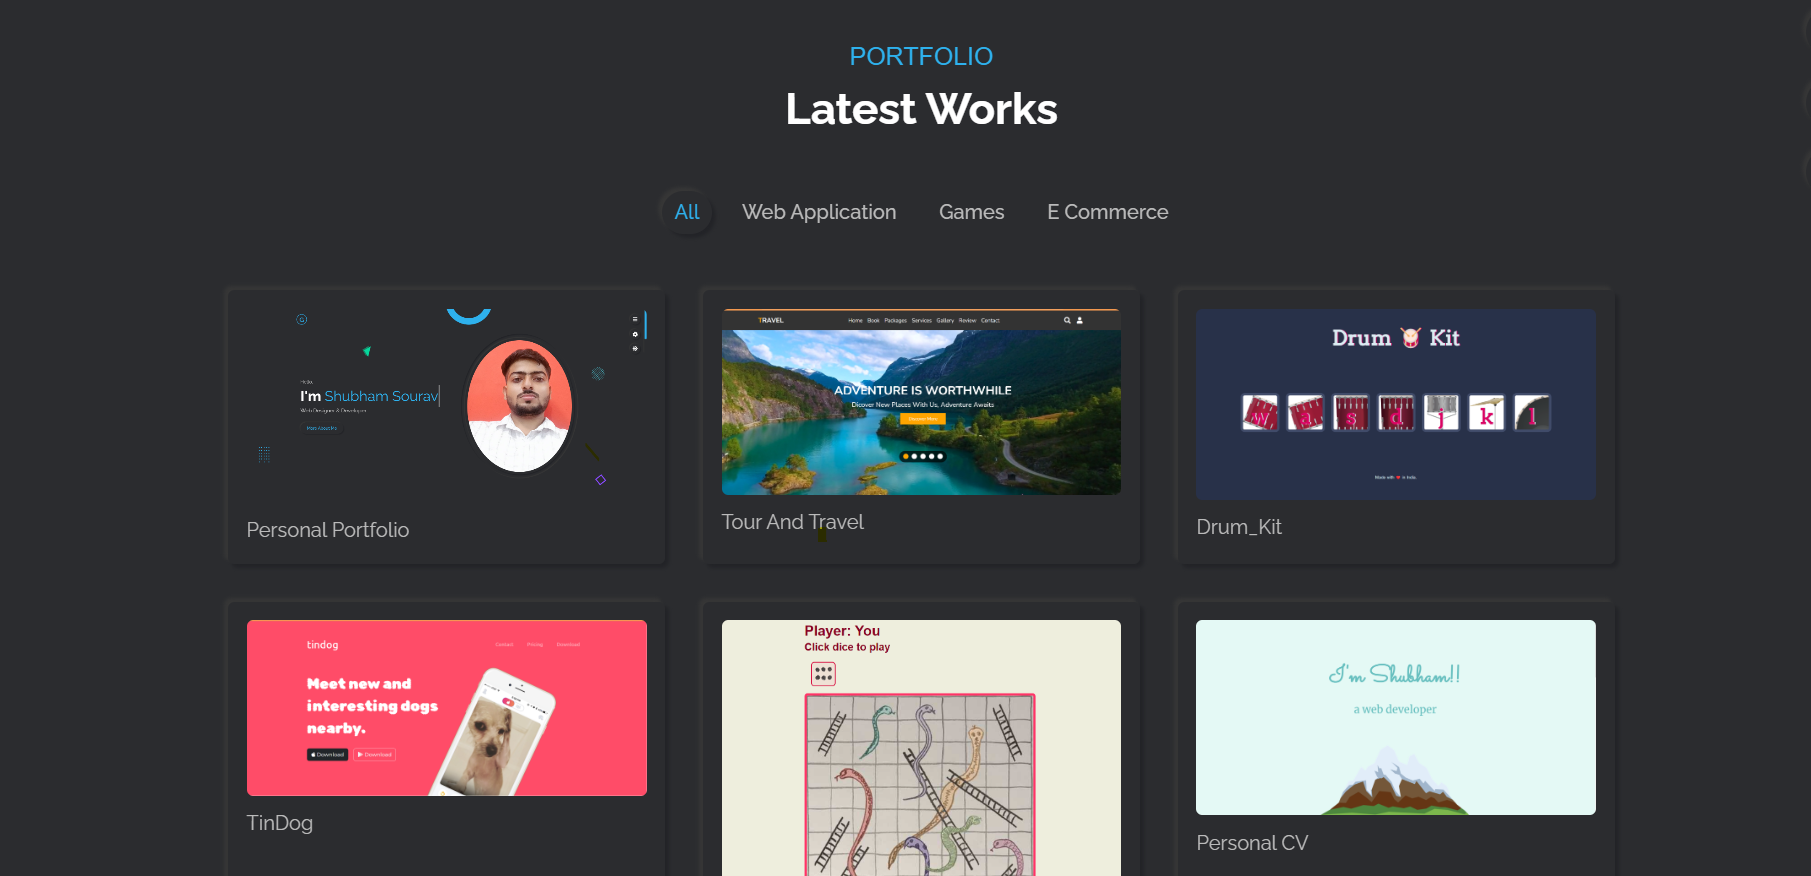 PORTFOLIO
Latest Works
All
Web Application
Games
E Commerce
Hello,
I'm Shubham Sourav
Web Designer & Developer
More About Me
Personal Portfolio
TRAVEL
Home Book Packages Services Gallery Review Contact
ADVENTURE IS WORTHWHILE
Discover New Places With Us, Adventure Awaits
Discover More
Tour And Travel
Drum Kit
w a s d j k l
Made with ❤ in India.
Drum_Kit
tindog
Contact Pricing Download
Meet new and
interesting dogs
nearby.
Download Download
TinDog
Player: You
Click dice to play
I'm Shubham!!
a web developer
Personal CV